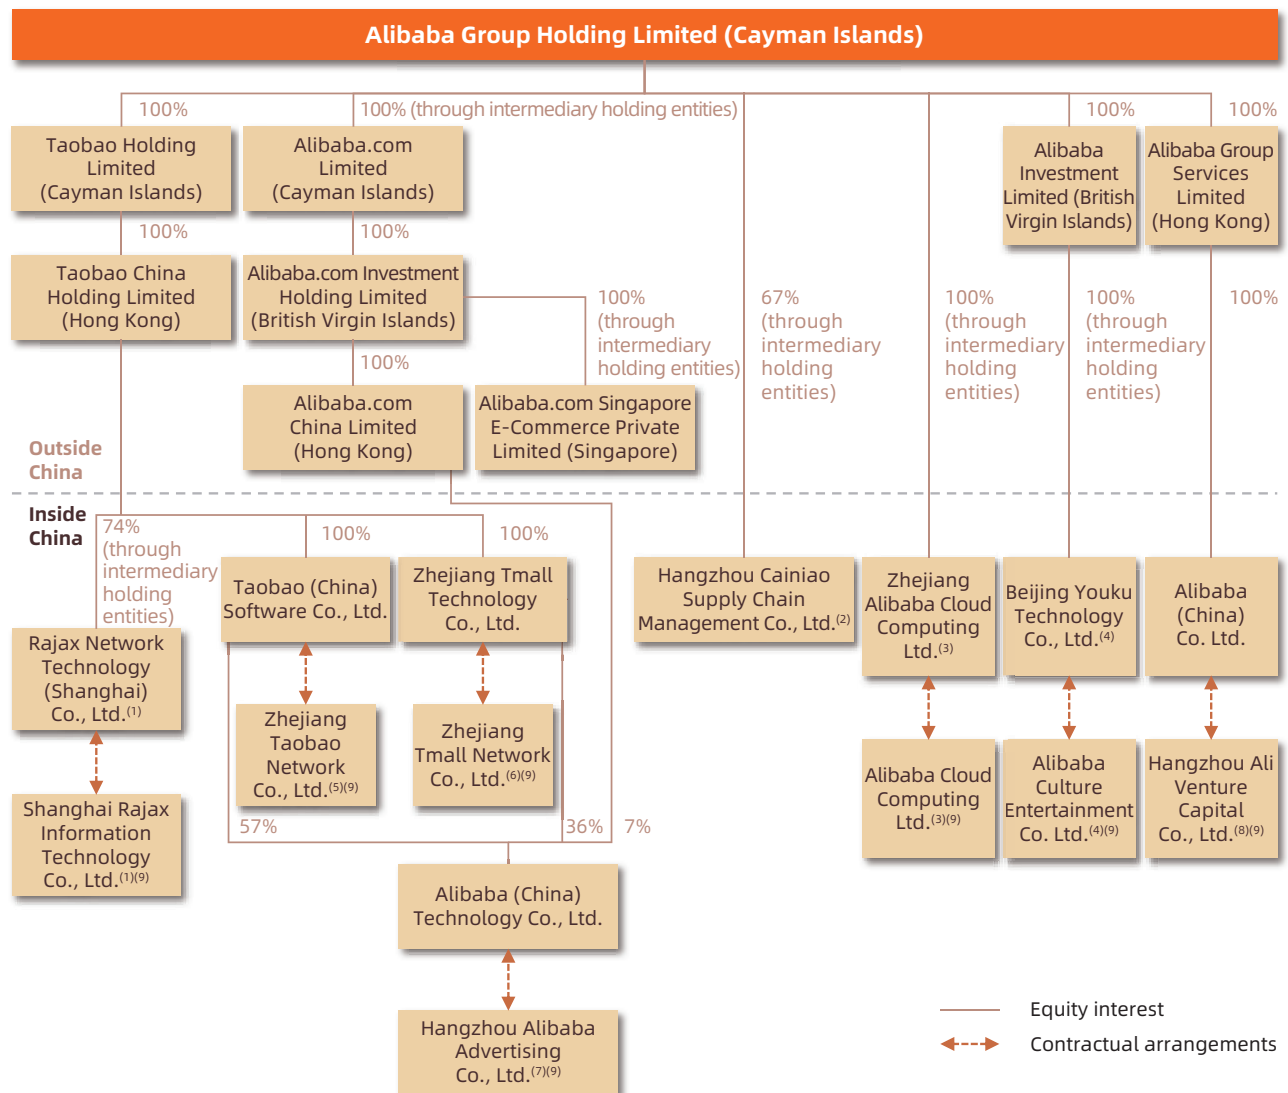 Alibaba Group Holding Limited (Cayman Islands)
100%
100% (through intermediary holding entities)
100%
100%
Taobao Holding
Limited
(Cayman Islands)
Alibaba.com
Limited
(Cayman Islands)
Alibaba
Investment
Limited (British
Virgin Islands)
Alibaba Group
Services
Limited
(Hong Kong)
100%
100%
Taobao China
Holding Limited
(Hong Kong)
Alibaba.com Investment
Holding Limited
(British Virgin Islands)
100%
(through
intermediary
holding entities)
67%
(through
intermediary
holding
entities)
100%
(through
intermediary
holding
entities)
100%
(through
intermediary
holding
entities)
100%
100%
Alibaba.com
China Limited
(Hong Kong)
Alibaba.com Singapore
E-Commerce Private
Limited (Singapore)
Outside
China
Inside
China
74%
(through
intermediary
holding
entities)
100%
100%
Taobao (China)
Software Co., Ltd.
Zhejiang Tmall
Technology
Co., Ltd.
Hangzhou Cainiao
Supply Chain
Management Co., Ltd.(2)
Zhejiang
Alibaba Cloud
Computing
Ltd.(3)
Beijing Youku
Technology
Co., Ltd.(4)
Alibaba
(China)
Co. Ltd.
Rajax Network
Technology
(Shanghai)
Co., Ltd.(1)
Zhejiang
Taobao
Network
Co., Ltd.(5)(9)
Zhejiang
Tmall Network
Co., Ltd.(6)(9)
Alibaba Cloud
Computing
Ltd.(3)(9)
Alibaba
Culture
Entertainment
Co. Ltd.(4)(9)
Hangzhou Ali
Venture
Capital
Co., Ltd.(8)(9)
Shanghai Rajax
Information
Technology
Co., Ltd.(1)(9)
57%
36%
7%
Alibaba (China)
Technology Co., Ltd.
Hangzhou Alibaba
Advertising
Co., Ltd.(7)(9)
Equity interest
Contractual arrangements